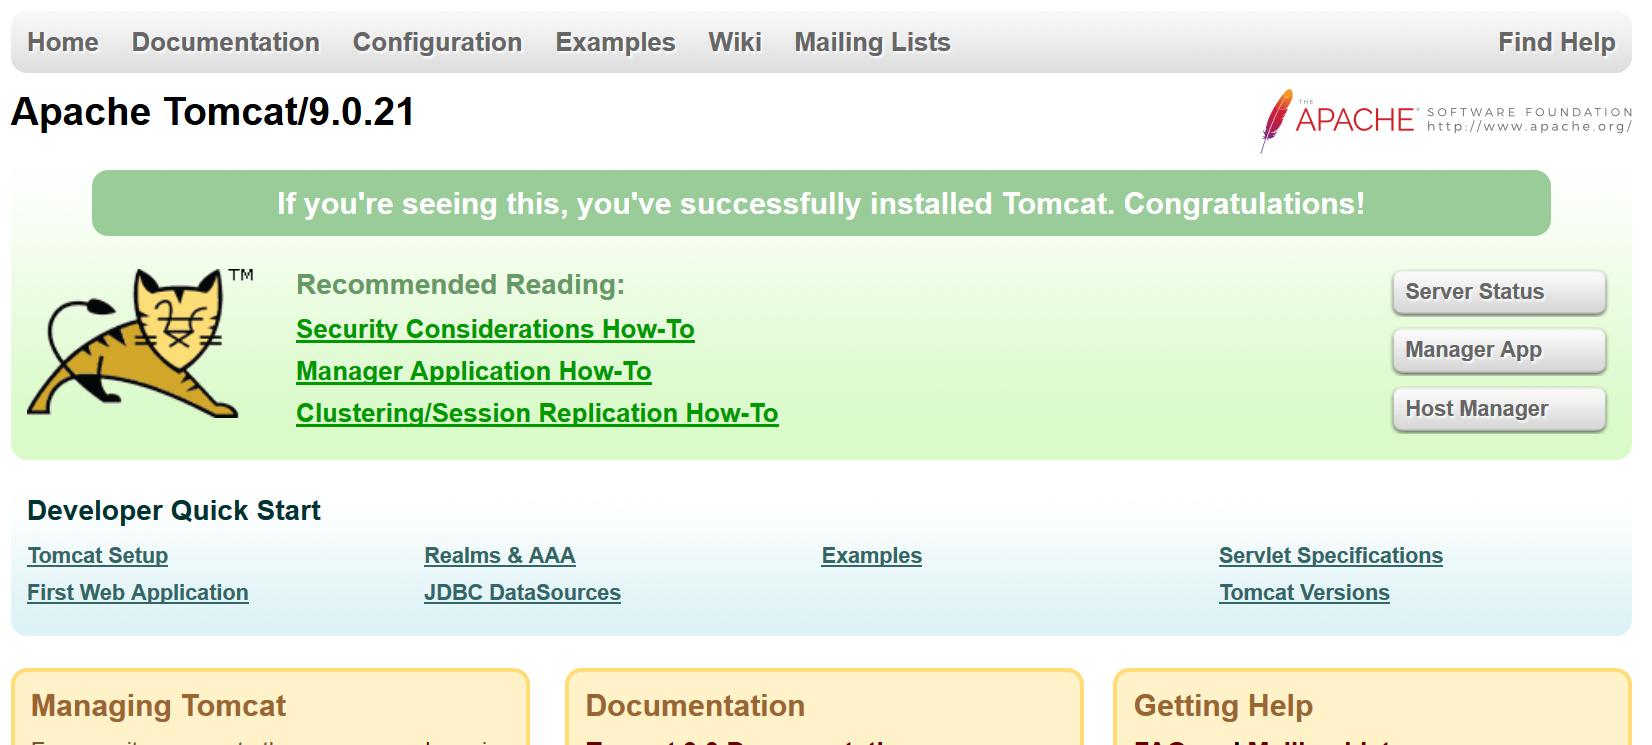 Home Documentation Configuration Examples Wiki Mailing Lists Find Help
Apache Tomcat/9.0.21
THE
APACHE® SOFTWARE FOUNDATION
http://www.apache.org/
If you're seeing this, you've successfully installed Tomcat. Congratulations!
TM
Recommended Reading:
Security Considerations How-To
Manager Application How-To
Clustering/Session Replication How-To
Server Status
Manager App
Host Manager
Developer Quick Start
Tomcat Setup
First Web Application
Realms & AAA
JDBC DataSources
Examples
Servlet Specifications
Tomcat Versions
Managing Tomcat
Documentation
Getting Help